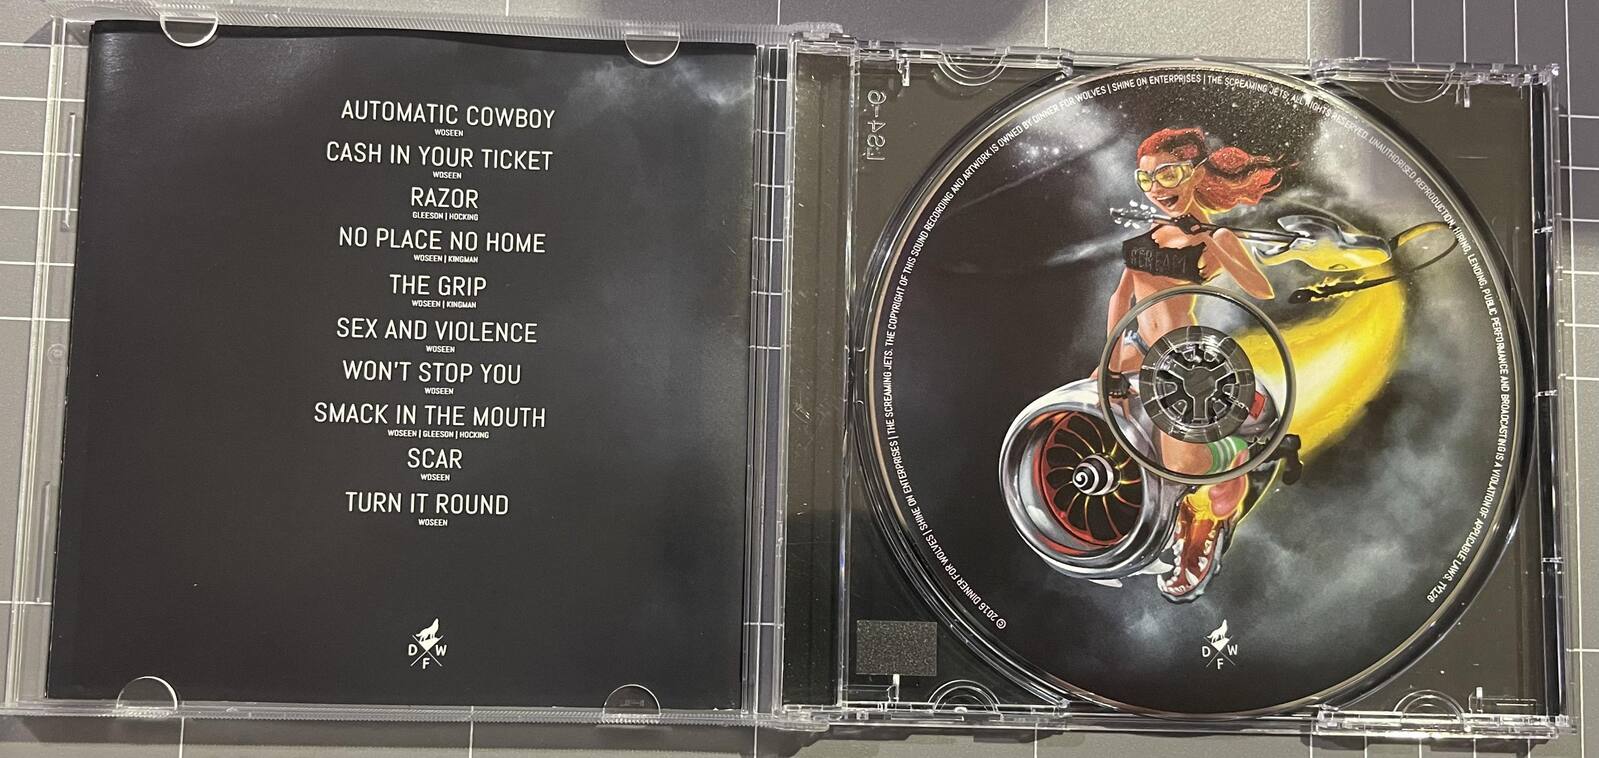 AUTOMATIC COWBOY
WOSEEN
CASH IN YOUR TICKET
WOSEEN
RAZOR
GLEESON | HOCKING
NO PLACE NO HOME
WOSEEN | KINGMAN
THE GRIP
WOSEEN | KINGMAN
SEX AND VIOLENCE
WOSEEN
WON'T STOP YOU
WOSEEN
SMACK IN THE MOUTH
WOSEEN | GLEESON | HOCKING
SCAR
WOSEEN
TURN IT ROUND
WOSEEN
D W
F
© 2016 DINNER FOR WOLVES | SHINE ON ENTERPRISES | THE SCREAMING JETS. THE COPYRIGHT OF THIS SOUND RECORDING AND ARTWORK IS OWNED BY DINNER FOR WOLVES | SHINE ON ENTERPRISES | THE SCREAMING JETS. ALL RIGHTS RESERVED. UNAUTHORISED REPRODUCTION, HIRING, LENDING, PUBLIC PERFORMANCE AND BROADCASTING IS A VIOLATION OF APPLICABLE LAWS. TV128
SCREAM
D W
F